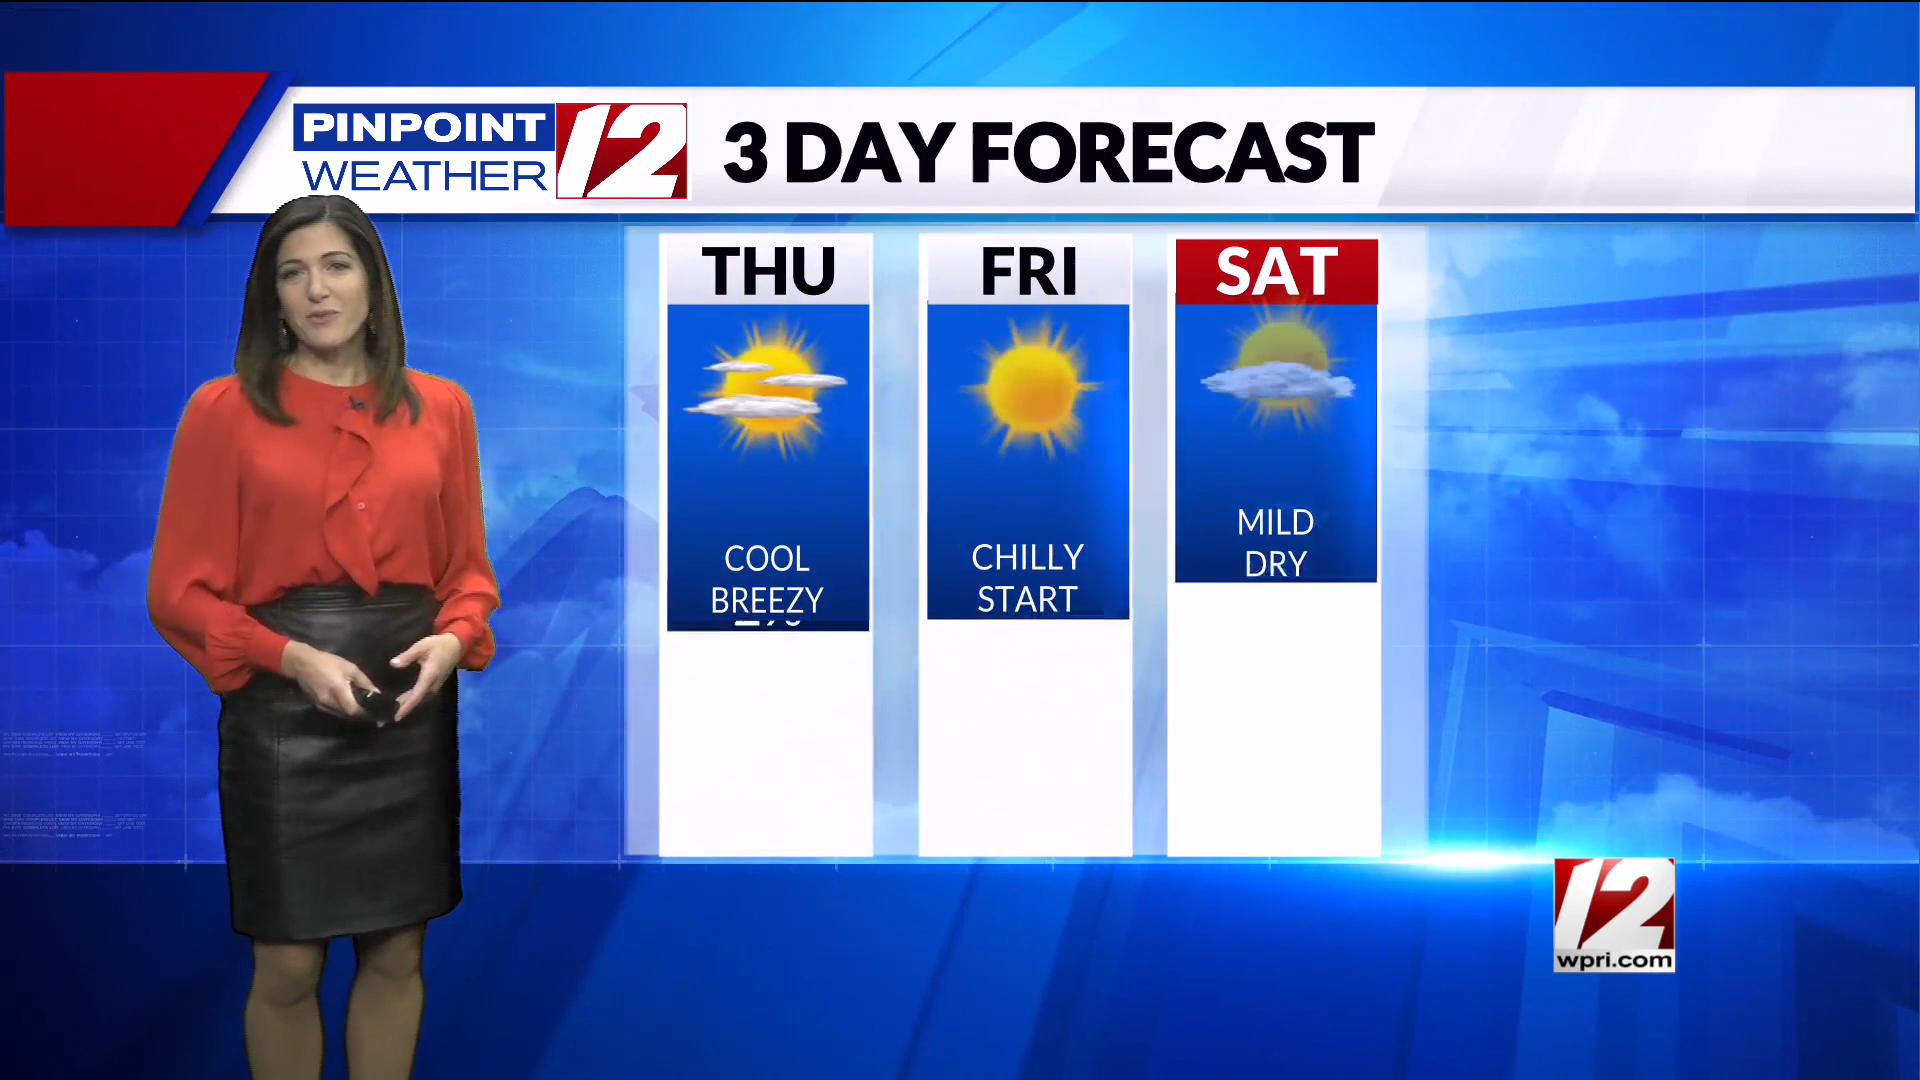 PINPOINT
WEATHER
12
3 DAY FORECAST
THU
FRI
SAT
COOL
BREEZY
CHILLY
START
MILD
DRY
12
wpri.com